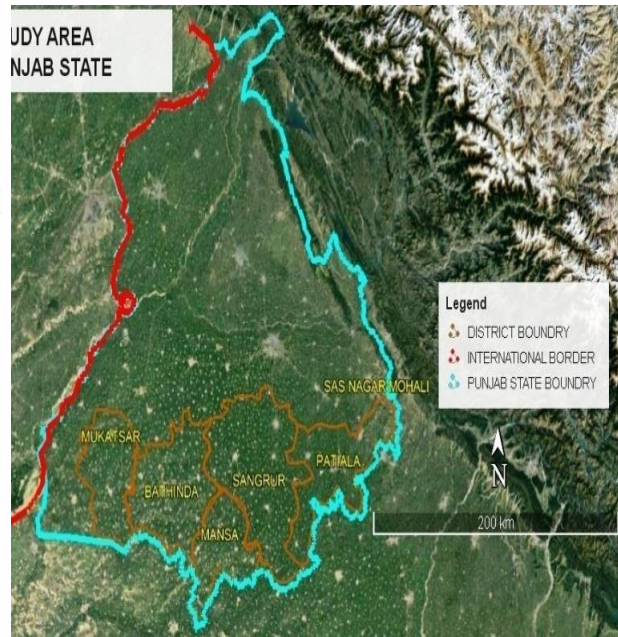 UDY AREA
NJAB STATE
Legend
DISTRICT BOUNDRY
INTERNATIONAL BORDER
PUNJAB STATE BOUNDRY
SAS NAGAR MOHALI
MUKATSAR
PATIALA
SANGRUR
BATHINDA
MANSA
N
200 km